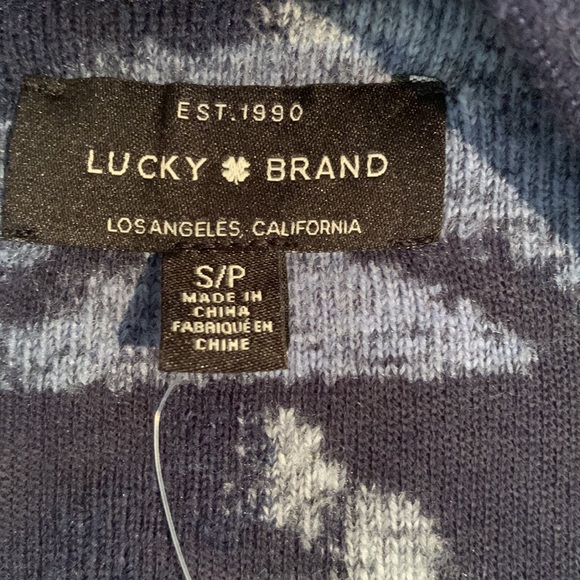 EST.1990
LUCKY BRAND
LOS ANGELES, CALIFORNIA
S/P
MADE IN
CHINA
FABRIQUÉ EN
CHINE